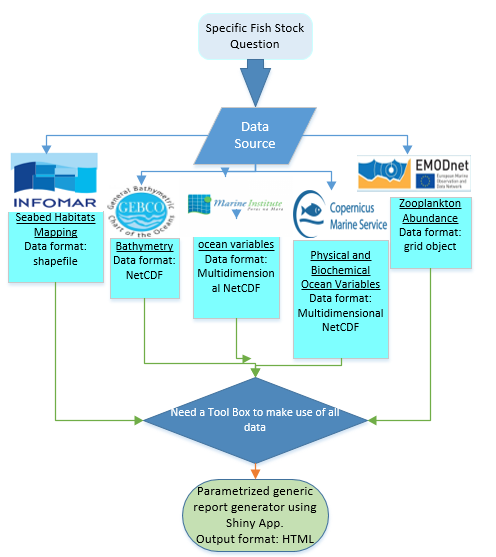 Specific Fish Stock
Question
Data
Source
INFOMAR
Seabed Habitats
Mapping
Data format:
shapefile
General Bathymetric
GEBCO
Chart of the Oceans
Bathymetry
Data format:
NetCDF
Marine Institute
Foras na Mara
ocean variables
Data format:
Multidimension
al NetCDF
Copernicus
Marine Service
Physical and
Biochemical
Ocean Variables
Data format:
Multidimensional
NetCDF
EMODnet
European Marine
Observation and
Data Network
Zooplankton
Abundance
Data format:
grid object
Need a Tool Box to make use of all
data
Parametrized generic
report generator using
Shiny App.
Output format: HTML